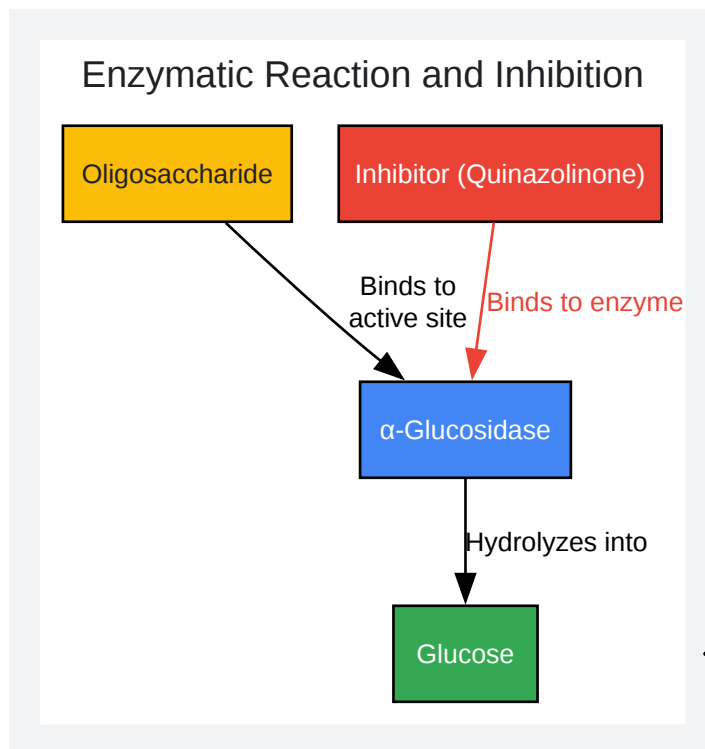 Enzymatic Reaction and Inhibition
Oligosaccharide
Inhibitor (Quinazolinone)
Binds to
active site
Binds to enzyme
α-Glucosidase
Hydrolyzes into
Glucose